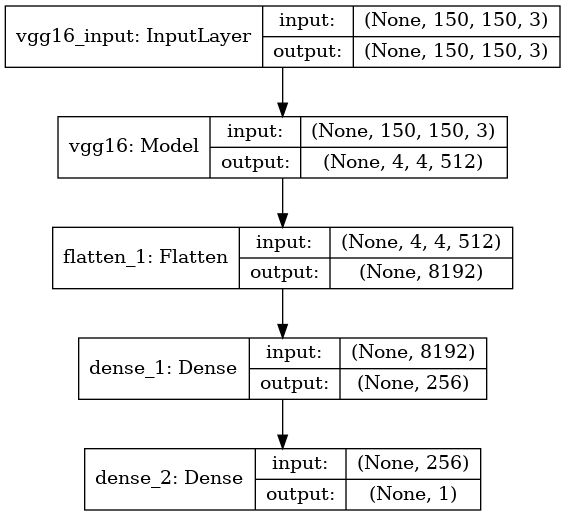 vgg16_input: InputLayer
input: (None, 150, 150, 3)
output: (None, 150, 150, 3)
vgg16: Model
input: (None, 150, 150, 3)
output: (None, 4, 4, 512)
flatten_1: Flatten
input: (None, 4, 4, 512)
output: (None, 8192)
dense_1: Dense
input: (None, 8192)
output: (None, 256)
dense_2: Dense
input: (None, 256)
output: (None, 1)